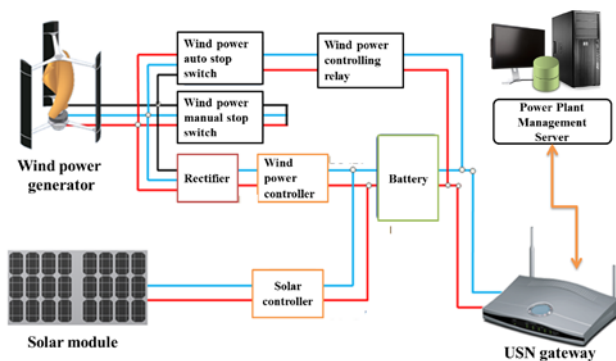 Wind power
auto stop
switch
Wind power
controlling
relay
Wind power
manual stop
switch
Wind power
generator
Rectifier
Wind
power
controller
Battery
Power Plant
Management
Server
Solar
controller
Solar module
USN gateway